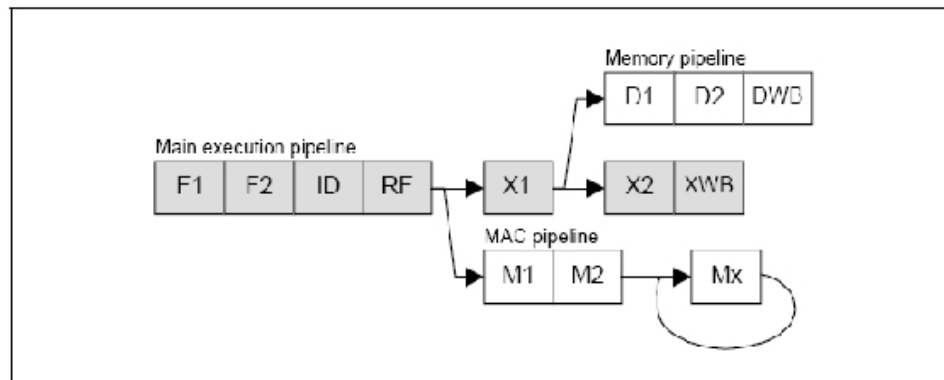 Memory pipeline
D1 D2 DWB
Main execution pipeline
F1 F2 ID RF X1 X2 XWB
MAC pipeline
M1 M2 Mx